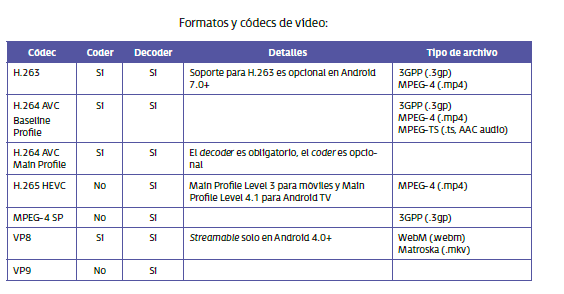 Formatos y códecs de vídeo:
Códec Coder Decoder Detalles Tipo de archivo
H.263 Sí Sí Soporte para H.263 es opcional en Android 3GPP (.3gp)
7.0+ MPEG-4 (.mp4)
H.264 AVC Sí Sí 3GPP (.3gp)
Baseline MPEG-4 (.mp4)
Profile MPEG-TS (.ts, AAC audio)
H.264 AVC Sí Sí El decoder es obligatorio, el coder es opcio-
Main Profile nal
H.265 HEVC No Sí Main Profile Level 3 para móviles y Main MPEG-4 (.mp4)
Profile Level 4.1 para Android TV
MPEG-4 SP No Sí 3GPP (.3gp)
VP8 Sí Sí Streamable solo en Android 4.0+ WebM (.webm)
Matroska (.mkv)
VP9 No Sí